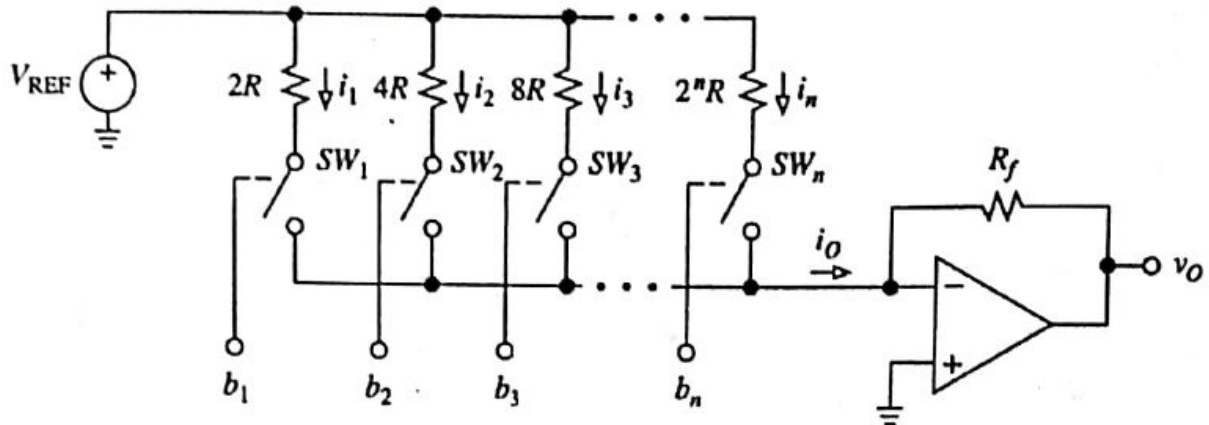 V_REF
+
2R i_1 4R i_2 8R i_3 2^n R i_n
SW_1 SW_2 SW_3 SW_n
R_f
i_O
−
+
v_O
b_1 b_2 b_3 b_n